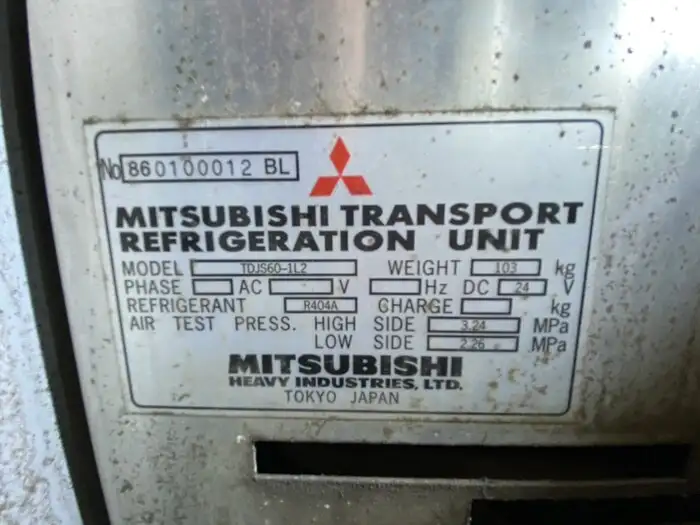 No 860100012 BL
MITSUBISHI TRANSPORT
REFRIGERATION UNIT
MODEL TDJS60-1L2 WEIGHT 103 kg
PHASE AC V Hz DC 24 V
REFRIGERANT R404A CHARGE kg
AIR TEST PRESS. HIGH SIDE 3.24 MPa
LOW SIDE 2.26 MPa
MITSUBISHI
HEAVY INDUSTRIES, LTD.
TOKYO JAPAN